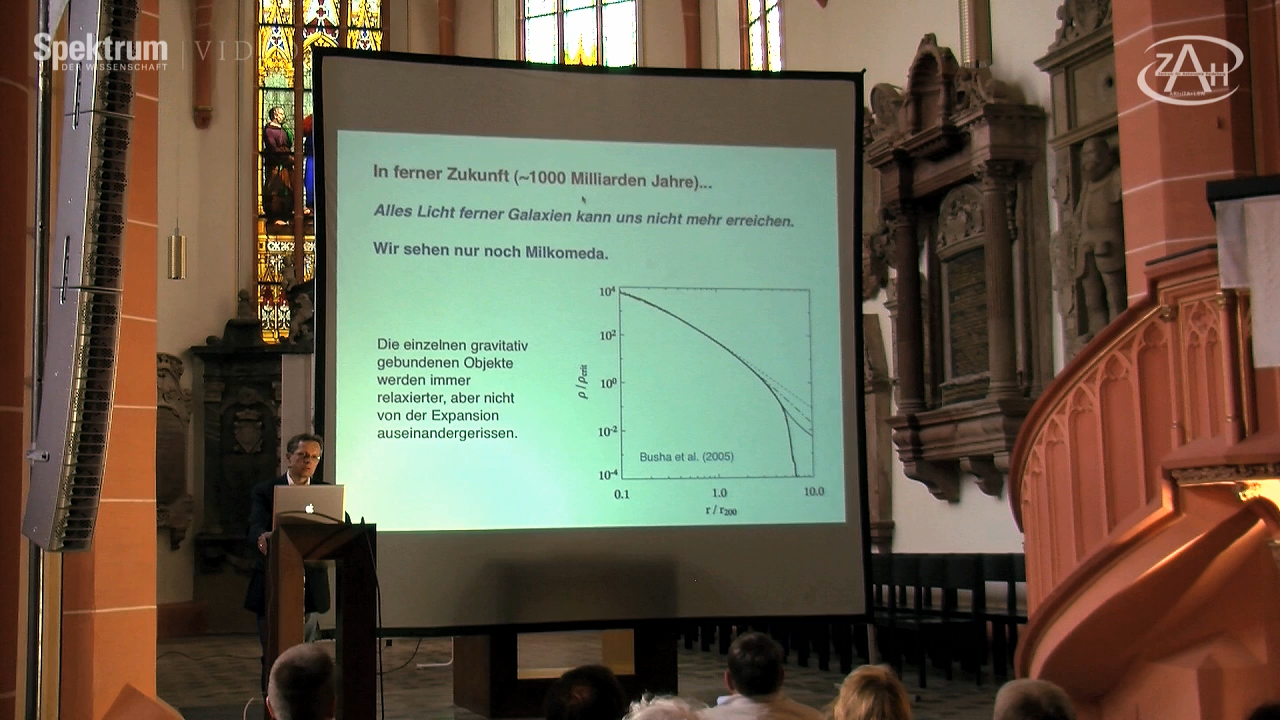 Spektrum | VIDEO
DER WISSENSCHAFT
ZAH
In ferner Zukunft (~1000 Milliarden Jahre)...
Alles Licht ferner Galaxien kann uns nicht mehr erreichen.
Wir sehen nur noch Milkomeda.
Die einzelnen gravitativ
gebundenen Objekte
werden immer
relaxierter, aber nicht
von der Expansion
auseinandergerissen.
10⁴
10²
10⁰
10⁻²
10⁻⁴
ρ / ρcrit
Busha et al. (2005)
0.1 1.0 10.0
r / r₂₀₀